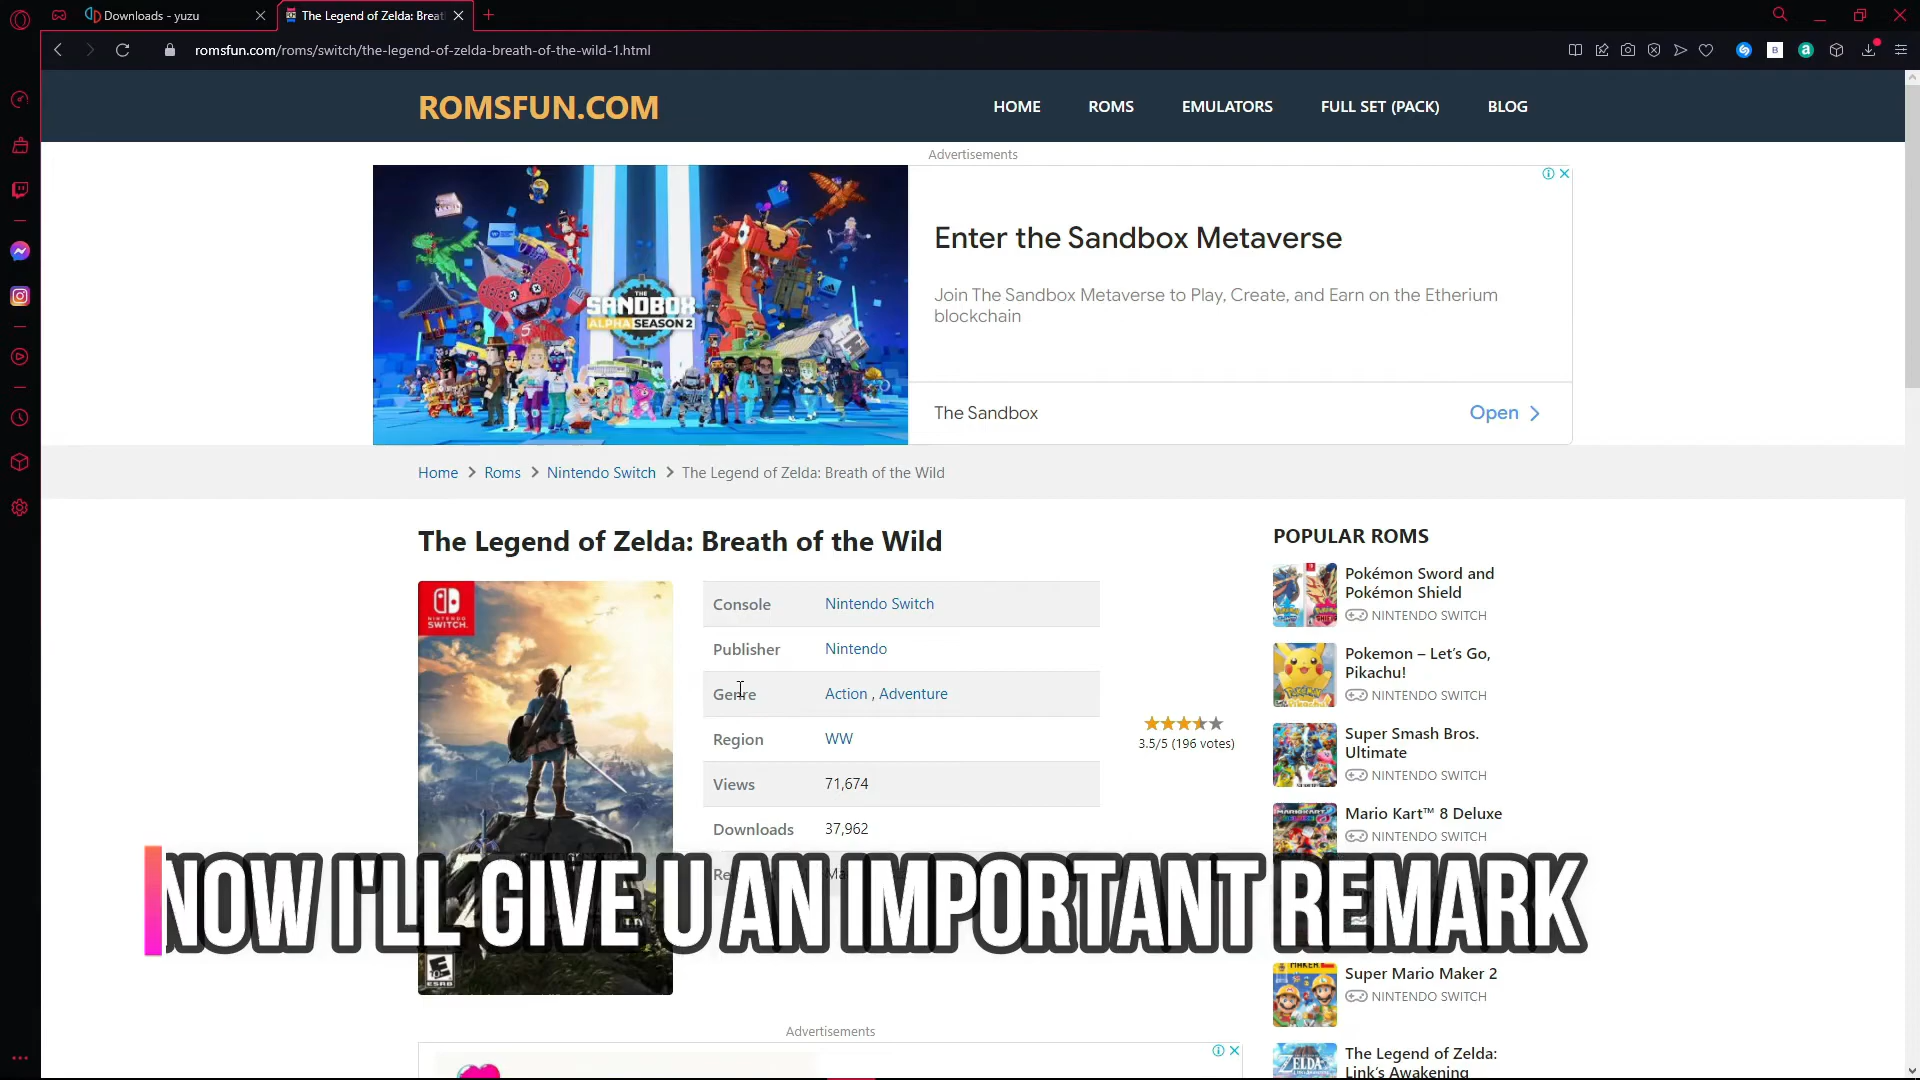 Downloads - yuzu
The Legend of Zelda: Breat
romsfun.com/roms/switch/the-legend-of-zelda-breath-of-the-wild-1.html
ROMSFUN.COM
HOME
ROMS
EMULATORS
FULL SET (PACK)
BLOG
Advertisements
THE
SANDBOX
ALPHA SEASON 2
Enter the Sandbox Metaverse
Join The Sandbox Metaverse to Play, Create, and Earn on the Etherium
blockchain
The Sandbox
Open
Home > Roms > Nintendo Switch > The Legend of Zelda: Breath of the Wild
The Legend of Zelda: Breath of the Wild
NINTENDO
SWITCH
Console Nintendo Switch
Publisher Nintendo
Genre Action , Adventure
Region WW
Views 71,674
Downloads 37,962
3.5/5 (196 votes)
POPULAR ROMS
Pokémon Sword and
Pokémon Shield
NINTENDO SWITCH
Pokemon – Let's Go,
Pikachu!
NINTENDO SWITCH
Super Smash Bros.
Ultimate
NINTENDO SWITCH
Mario Kart™ 8 Deluxe
NINTENDO SWITCH
NOW I'LL GIVE U AN IMPORTANT REMARK
E
ESRB
Super Mario Maker 2
NINTENDO SWITCH
Advertisements
The Legend of Zelda:
Link's Awakening